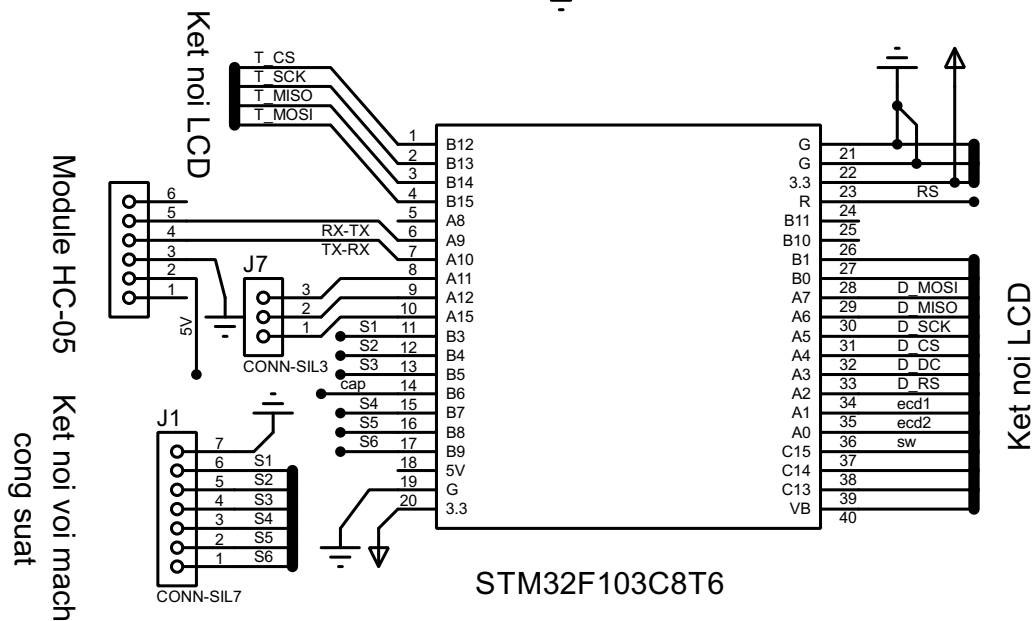 Ket noi LCD
T_CS
T_SCK
T_MISO
T_MOSI
1
2
3
4
5
6
7
8
9
10
11
12
13
14
15
16
17
18
19
20
B12
B13
B14
B15
A8
A9
A10
A11
A12
A15
B3
B4
B5
B6
B7
B8
B9
5V
G
3.3
G
G
3.3
R
B11
B10
B1
B0
A7
A6
A5
A4
A3
A2
A1
A0
C15
C14
C13
VB
21
22
23
24
25
26
27
28
29
30
31
32
33
34
35
36
37
38
39
40
RS
D_MOSI
D_MISO
D_SCK
D_CS
D_DC
D_RS
ecd1
ecd2
sw
Ket noi LCD
Module HC-05
6
5
4
3
2
1
RX-TX
TX-RX
5V
J7
3
2
1
CONN-SIL3
S1
S2
S3
cap
S4
S5
S6
J1
7
6
5
4
3
2
1
S1
S2
S3
S4
S5
S6
CONN-SIL7
Ket noi voi mach
cong suat
STM32F103C8T6